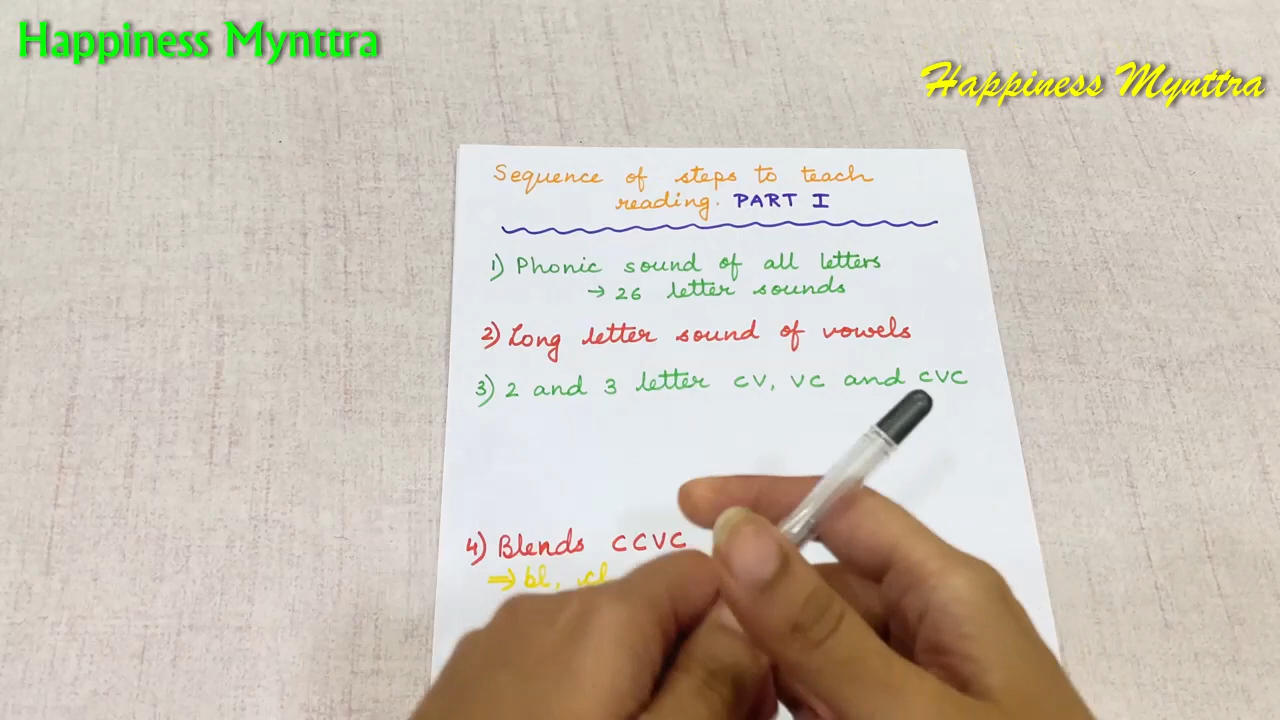 Happiness Mynttra
Happiness Mynttra
Sequence of steps to teach
reading. PART I
1) Phonic sound of all letters
→ 26 letter sounds
2) Long letter sound of vowels
3) 2 and 3 letter CV, VC and CVC
4) Blends CCVC
⇒ bl, cl